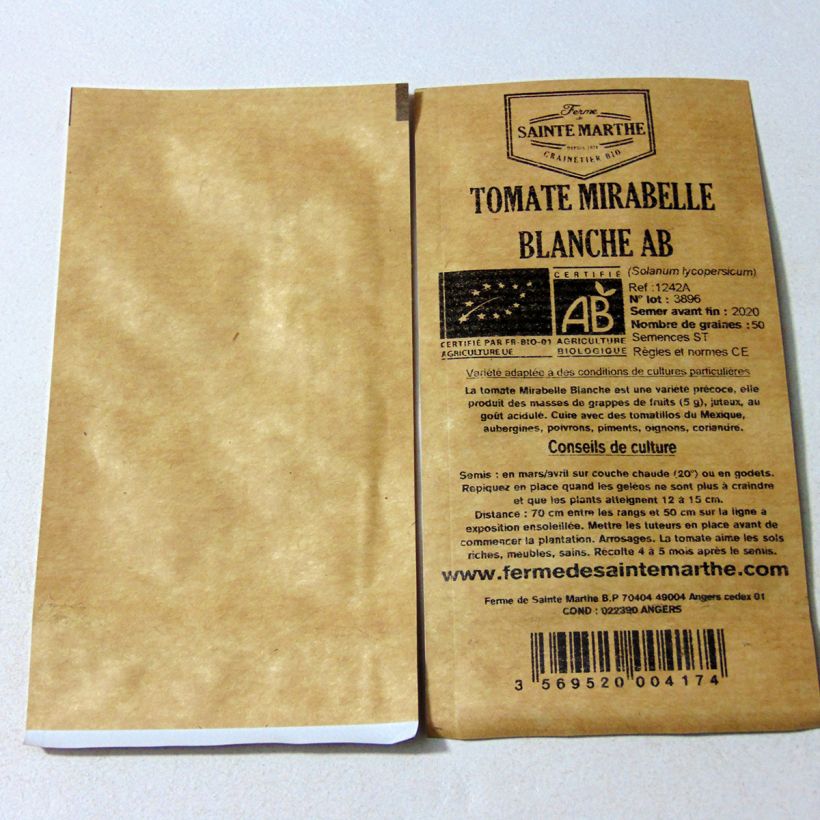 Ferme
de
SAINTE MARTHE
DEPUIS 1974
GRAINETIER BIO
TOMATE MIRABELLE
BLANCHE AB
(Solanum lycopersicum)
CERTIFIÉ
AB
AGRICULTURE
BIOLOGIQUE
CERTIFIÉ PAR FR-BIO-01
AGRICULTURE UE
Ref :1242A
N° lot : 3896
Semer avant fin : 2020
Nombre de graines :50
Semences ST
Règles et normes CE
Variété adaptée à des conditions de cultures particulières
La tomate Mirabelle Blanche est une variété précoce, elle
produit des masses de grappes de fruits (5 g), juteux, au
goût acidulé. Cuire avec des tomatillos du Mexique,
aubergines, poivrons, piments, oignons, coriandre.
Conseils de culture
Semis : en mars/avril sur couche chaude (20°) ou en godets.
Repiquez en place quand les gelées ne sont plus à craindre
et que les plants atteignent 12 à 15 cm.
Distance : 70 cm entre les rangs et 50 cm sur la ligne à
exposition ensoleillée. Mettre les tuteurs en place avant de
commencer la plantation. Arrosages. La tomate aime les sols
riches, meubles, sains. Récolte 4 à 5 mois après le semis.
www.fermedesaintemarthe.com
Ferme de Sainte Marthe B.P 70404 49004 Angers cedex 01
COND : 022390 ANGERS
3 569520 004174